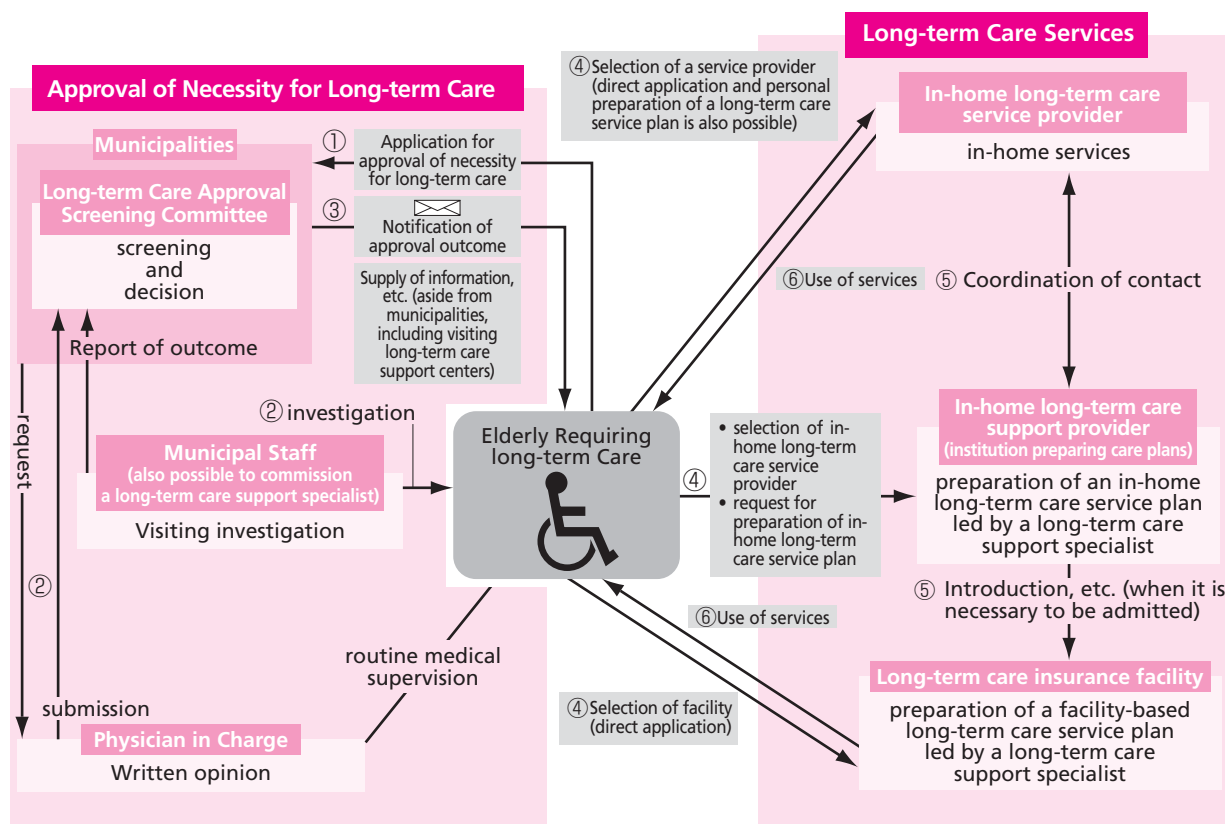 Approval of Necessity for Long-term Care
Municipalities
Long-term Care Approval
Screening Committee
screening
and
decision
Report of outcome
①
Application for
approval of necessity
for long-term care
③
Notification of
approval outcome
Supply of information,
etc. (aside from
municipalities,
including visiting
long-term care
support centers)
request
②
② investigation
Municipal Staff
(also possible to commission
a long-term care support specialist)
Visiting investigation
submission
Physician in Charge
Written opinion
routine medical
supervision
Elderly Requiring
long-term Care
④Selection of a service provider
(direct application and personal
preparation of a long-term care
service plan is also possible)
⑥Use of services
④
• selection of in-
home long-term
care service
provider
• request for
preparation of in-
home long-term
care service plan
⑥Use of services
④Selection of facility
(direct application)
Long-term Care Services
In-home long-term care
service provider
in-home services
⑤ Coordination of contact
In-home long-term care
support provider
(institution preparing care plans)
preparation of an in-home
long-term care service plan
led by a long-term care
support specialist
⑤ Introduction, etc. (when it is
necessary to be admitted)
Long-term care insurance facility
preparation of a facility-based
long-term care service plan
led by a long-term care
support specialist